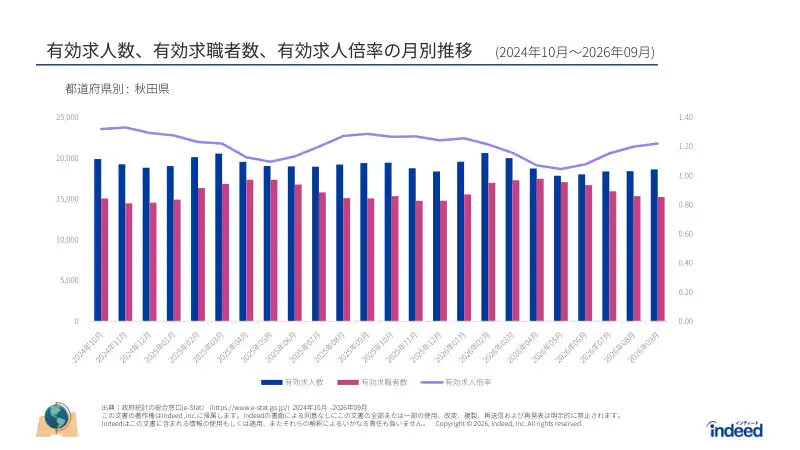 有効求人数、有効求職者数、有効求人倍率の月別推移 (2024年10月～2026年09月)
都道府県別：秋田県
25,000
20,000
15,000
10,000
5,000
0
1.40
1.20
1.00
0.80
0.60
0.40
0.20
0.00
2024年10月
2024年11月
2024年12月
2025年01月
2025年02月
2025年03月
2025年04月
2025年05月
2025年06月
2025年07月
2025年08月
2025年09月
2025年10月
2025年11月
2025年12月
2026年01月
2026年02月
2026年03月
2026年04月
2026年05月
2026年06月
2026年07月
2026年08月
2026年09月
有効求人数 有効求職者数 有効求人倍率
出典：政府統計の総合窓口(e-Stat) (https://www.e-stat.go.jp/) 2024年10月 –2026年09月
この文書の著作権はIndeed ,Inc.に帰属します。Indeedの書面による同意なしにこの文書の全部または一部の使用、改変、複製、再送信および再発表は明示的に禁止されます。
Indeedはこの文書に含まれる情報の使用もしくは適用、またそれらの解釈によるいかなる責任も負いません。 Copyright © 2026, Indeed, Inc. All rights reserved.
インディード
indeed